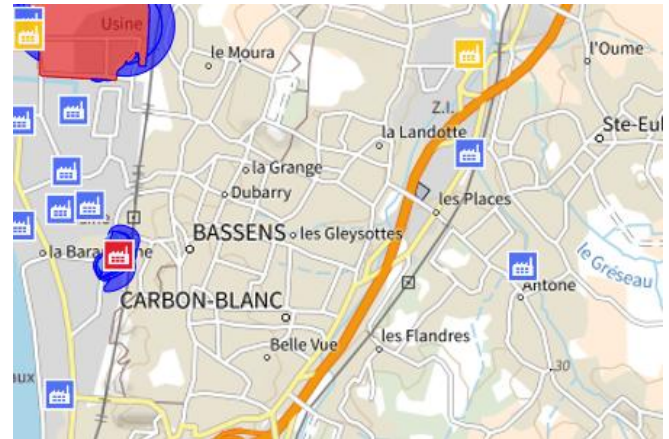 Usine
le Moura
l'Oume
Z.I.
la Landotte
Ste-Eul
la Grange
Dubarry
les Places
BASSENS
les Gleysottes
la Bara
ne
le Gréseau
Antone
CARBON-BLANC
Belle Vue
les Flandres
30
aux